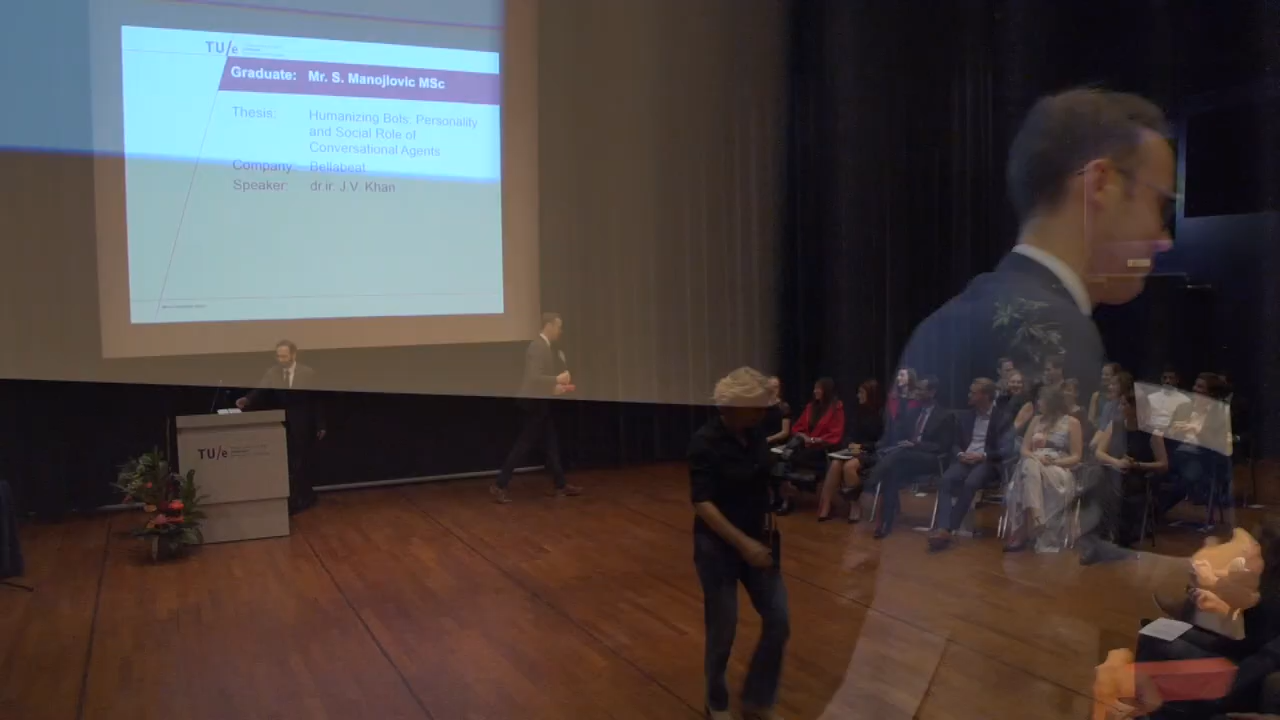 TU/e
Graduate: Mr. S. Manojlovic MSc
Thesis: Humanizing Bots: Personality
and Social Role of
Conversational Agents
Company: Bellabeat
Speaker: dr.ir. J.V. Khan
TU/e